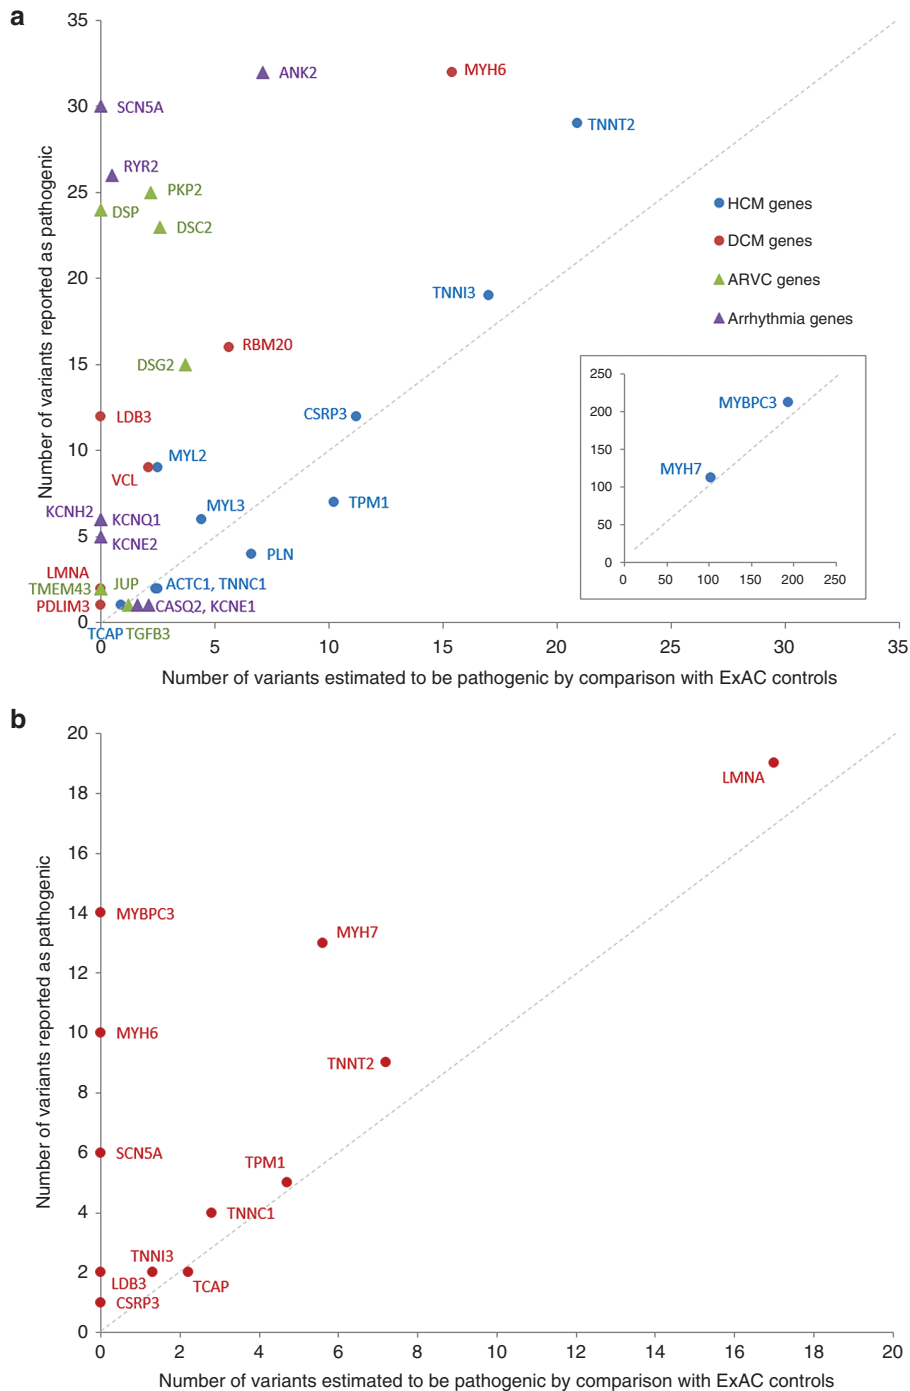 a
35
30
25
20
15
10
5
0
Number of variants reported as pathogenic
ANK2
MYH6
SCN5A
TNNT2
RYR2
PKP2
DSP
DSC2
HCM genes
DCM genes
ARVC genes
Arrhythmia genes
TNNI3
RBM20
DSG2
LDB3
CSRP3
MYL2
VCL
KCNH2
KCNQ1
MYL3
TPM1
KCNE2
PLN
LMNA
TMEM43
JUP
ACTC1, TNNC1
PDLIM3
CASQ2, KCNE1
TCAP
TGFB3
250
200
150
100
50
0
MYBPC3
MYH7
0 50 100 150 200 250
0 5 10 15 20 25 30 35
Number of variants estimated to be pathogenic by comparison with ExAC controls
b
20
18
16
14
12
10
8
6
4
2
0
Number of variants reported as pathogenic
LMNA
MYBPC3
MYH7
MYH6
TNNT2
SCN5A
TPM1
TNNC1
TNNI3
LDB3
TCAP
CSRP3
0 2 4 6 8 10 12 14 16 18 20
Number of variants estimated to be pathogenic by comparison with ExAC controls